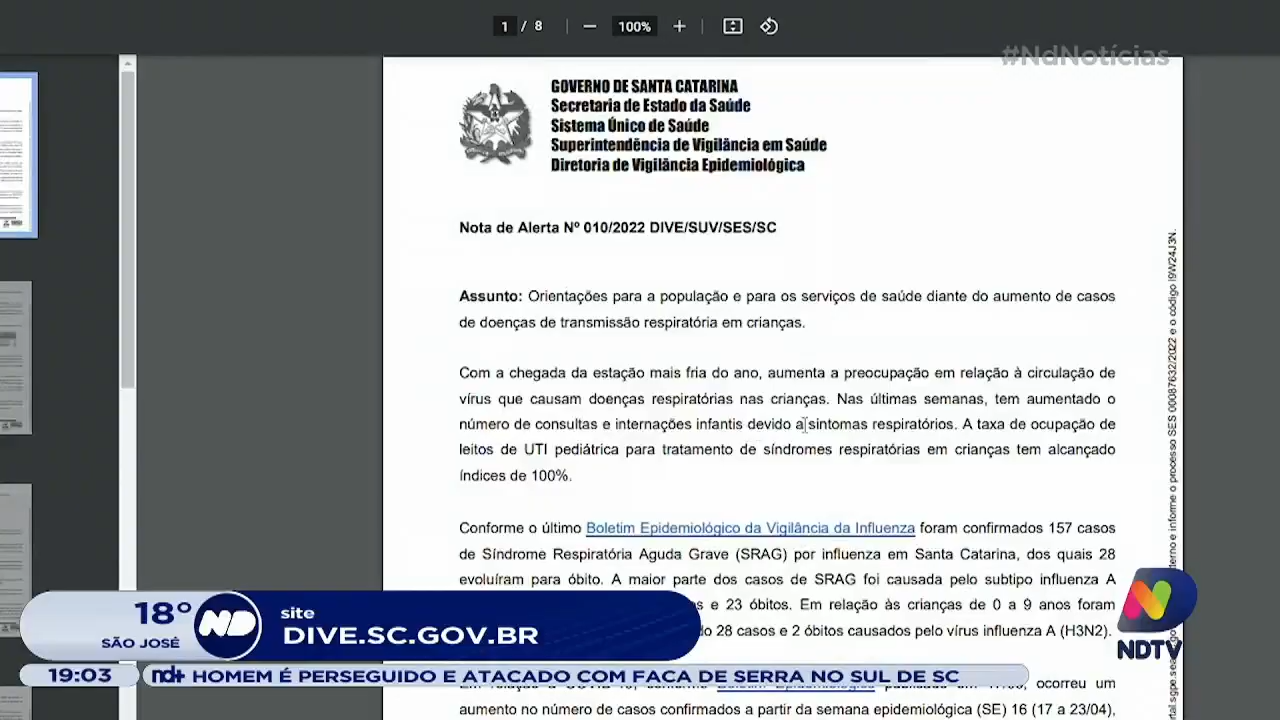 1 / 8
100%
#NdNotícias
GOVERNO DE SANTA CATARINA
Secretaria de Estado da Saúde
Sistema Único de Saúde
Superintendência de Vigilância em Saúde
Diretoria de Vigilância Epidemiológica
Nota de Alerta Nº 010/2022 DIVE/SUV/SES/SC
Assunto: Orientações para a população e para os serviços de saúde diante do aumento de casos
de doenças de transmissão respiratória em crianças.
Com a chegada da estação mais fria do ano, aumenta a preocupação em relação à circulação de
vírus que causam doenças respiratórias nas crianças. Nas últimas semanas, tem aumentado o
número de consultas e internações infantis devido a sintomas respiratórios. A taxa de ocupação de
leitos de UTI pediátrica para tratamento de síndromes respiratórias em crianças tem alcançado
índices de 100%.
Conforme o último Boletim Epidemiológico da Vigilância da Influenza foram confirmados 157 casos
de Síndrome Respiratória Aguda Grave (SRAG) por influenza em Santa Catarina, dos quais 28
evoluíram para óbito. A maior parte dos casos de SRAG foi causada pelo subtipo influenza A
e 23 óbitos. Em relação às crianças de 0 a 9 anos foram
28 casos e 2 óbitos causados pelo vírus influenza A (H3N2).
ocorreu um
número de casos confirmados a partir da semana epidemiológica (SE) 16 (17 a 23/04),
e informe o processo SES 00087632/2022 e o código I9W24J3N.
18°
SÃO JOSÉ
ND
site
DIVE.SC.GOV.BR
NDTV
19:03
nd+ HOMEM É PERSEGUIDO E ATACADO COM FACA DE SERRA NO SUL DE SC